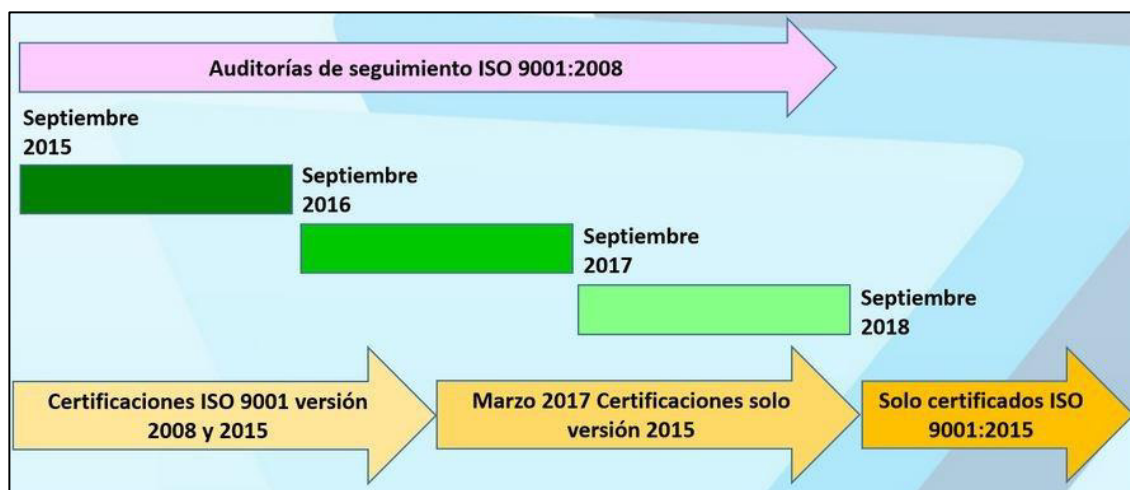 Auditorías de seguimiento ISO 9001:2008
Septiembre
2015
Septiembre
2016
Septiembre
2017
Septiembre
2018
Certificaciones ISO 9001 versión
2008 y 2015
Marzo 2017 Certificaciones solo
versión 2015
Solo certificados ISO
9001:2015